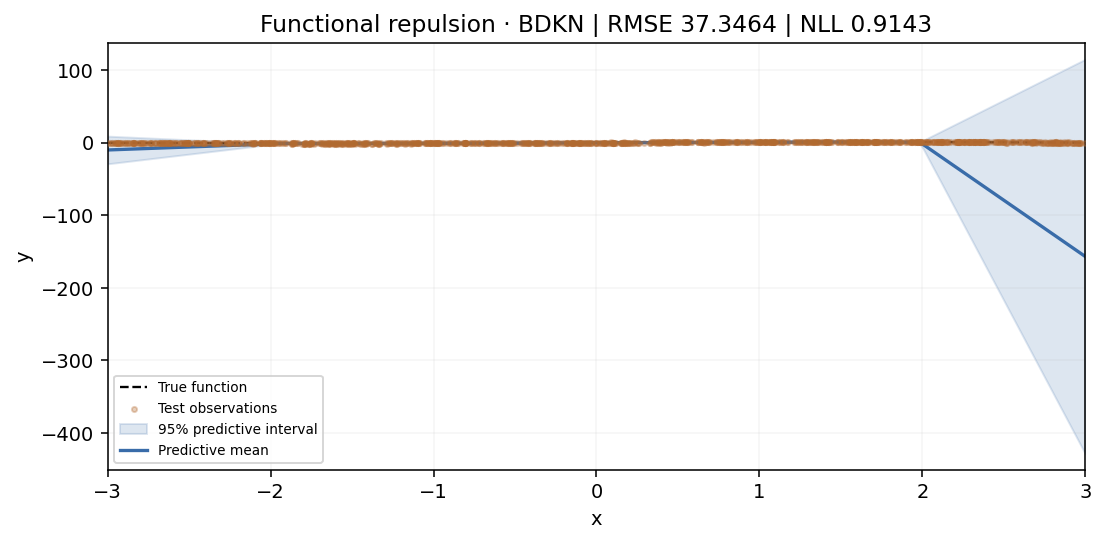 Functional repulsion · BDKN | RMSE 37.3464 | NLL 0.9143
100
0
−100
−200
−300
−400
y
True function
Test observations
95% predictive interval
Predictive mean
−3
−2
−1
0
1
2
3
x